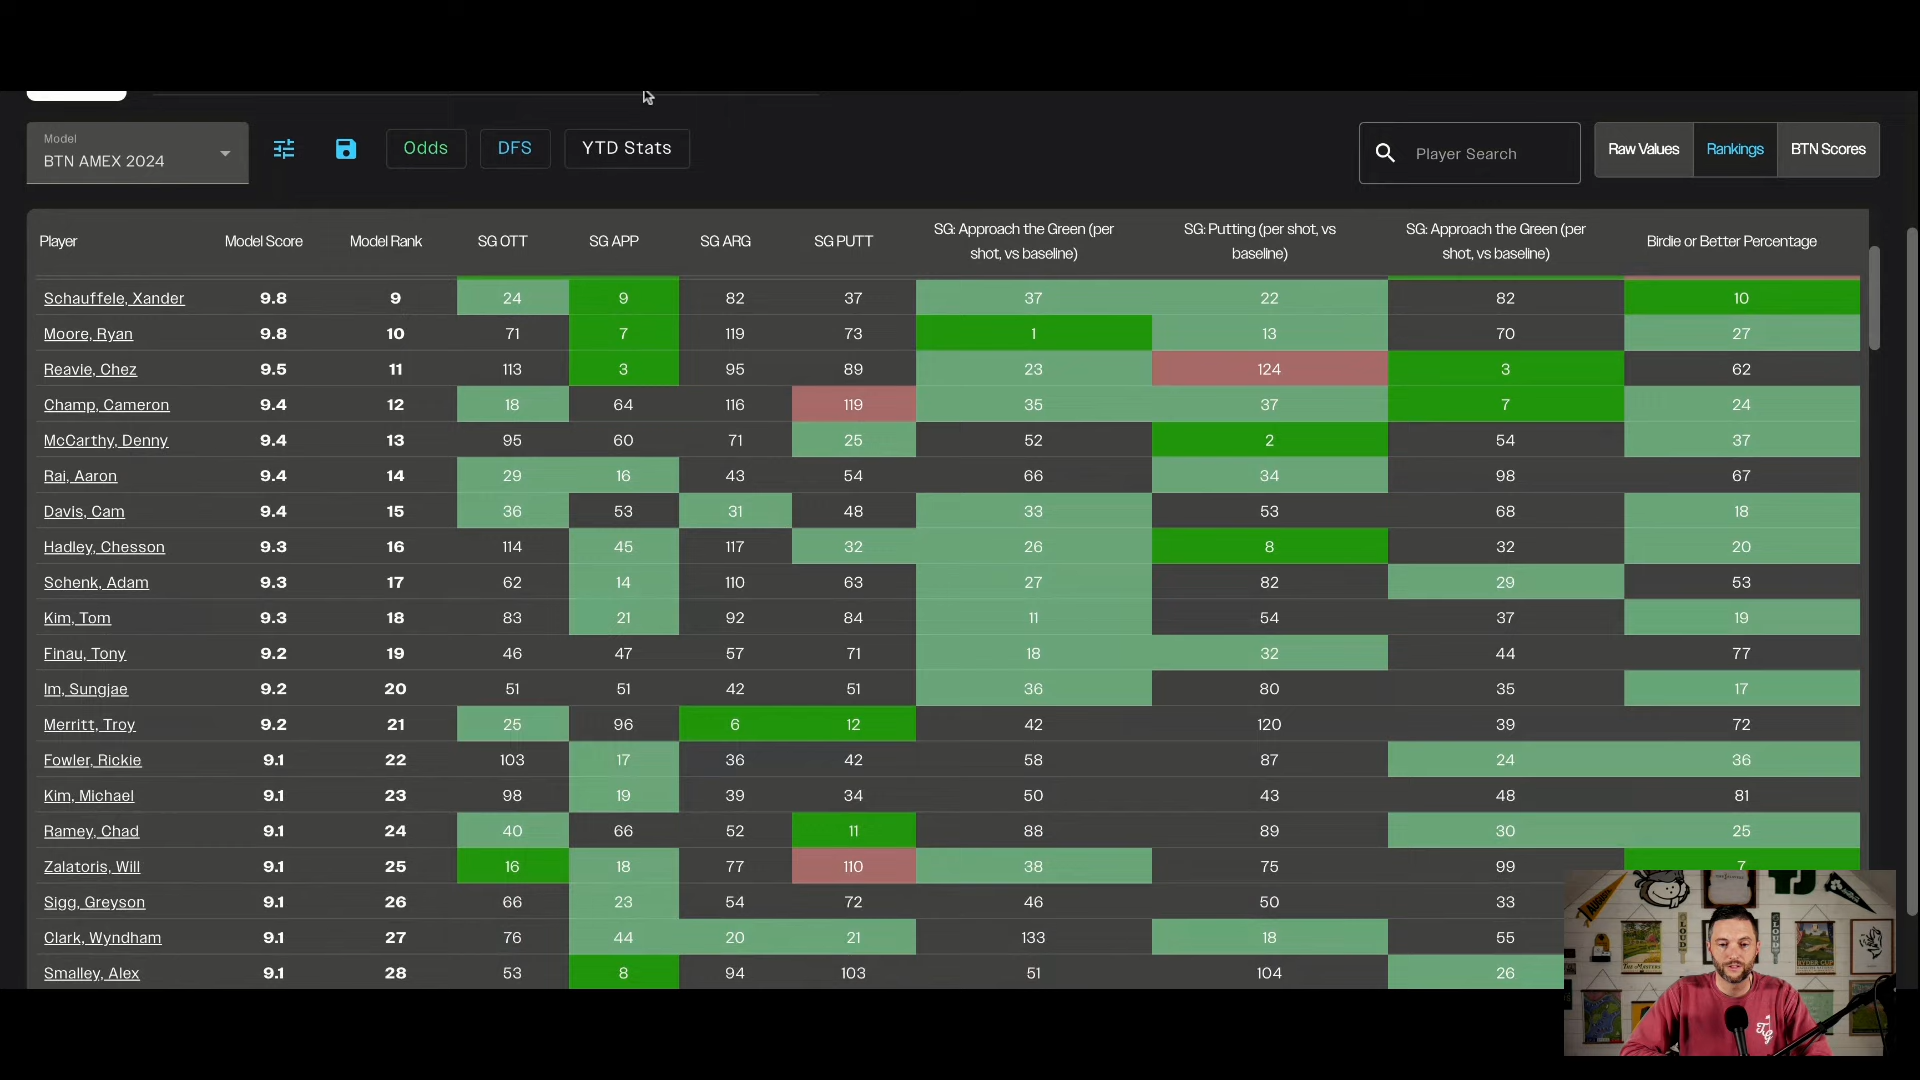 Model
BTN AMEX 2024
Odds
DFS
YTD Stats
Player Search
Raw Values
Rankings
BTN Scores
Player Model Score Model Rank SG OTT SG APP SG ARG SG PUTT SG: Approach the Green (per shot, vs baseline) SG: Putting (per shot, vs baseline) SG: Approach the Green (per shot, vs baseline) Birdie or Better Percentage
Schauffele, Xander 9.8 9 24 9 82 37 37 22 82 10
Moore, Ryan 9.8 10 71 7 119 73 1 13 70 27
Reavie, Chez 9.5 11 113 3 95 89 23 124 3 62
Champ, Cameron 9.4 12 18 64 116 119 35 37 7 24
McCarthy, Denny 9.4 13 95 60 71 25 52 2 54 37
Rai, Aaron 9.4 14 29 16 43 54 66 34 98 67
Davis, Cam 9.4 15 36 53 31 48 33 53 68 18
Hadley, Chesson 9.3 16 114 45 117 32 26 8 32 20
Schenk, Adam 9.3 17 62 14 110 63 27 82 29 53
Kim, Tom 9.3 18 83 21 92 84 11 54 37 19
Finau, Tony 9.2 19 46 47 57 71 18 32 44 77
Im, Sungjae 9.2 20 51 51 42 51 36 80 35 17
Merritt, Troy 9.2 21 25 96 6 12 42 120 39 72
Fowler, Rickie 9.1 22 103 17 36 42 58 87 24 36
Kim, Michael 9.1 23 98 19 39 34 50 43 48 81
Ramey, Chad 9.1 24 40 66 52 11 88 89 30 25
Zalatoris, Will 9.1 25 16 18 77 110 38 75 99 7
Sigg, Greyson 9.1 26 66 23 54 72 46 50 33
Clark, Wyndham 9.1 27 76 44 20 21 133 18 55
Smalley, Alex 9.1 28 53 8 94 103 51 104 26